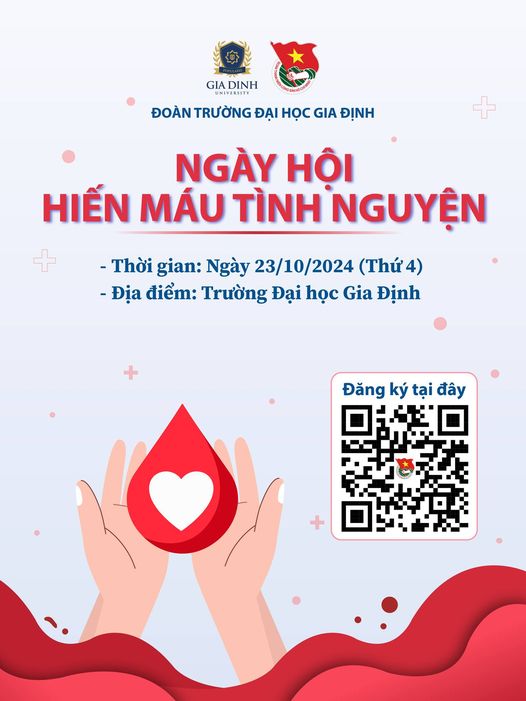 GIA DINH
UNIVERSITY
ĐOÀN TRƯỜNG ĐẠI HỌC GIA ĐỊNH
NGÀY HỘI
HIẾN MÁU TÌNH NGUYỆN
- Thời gian: Ngày 23/10/2024 (Thứ 4)
- Địa điểm: Trường Đại học Gia Định
Đăng ký tại đây